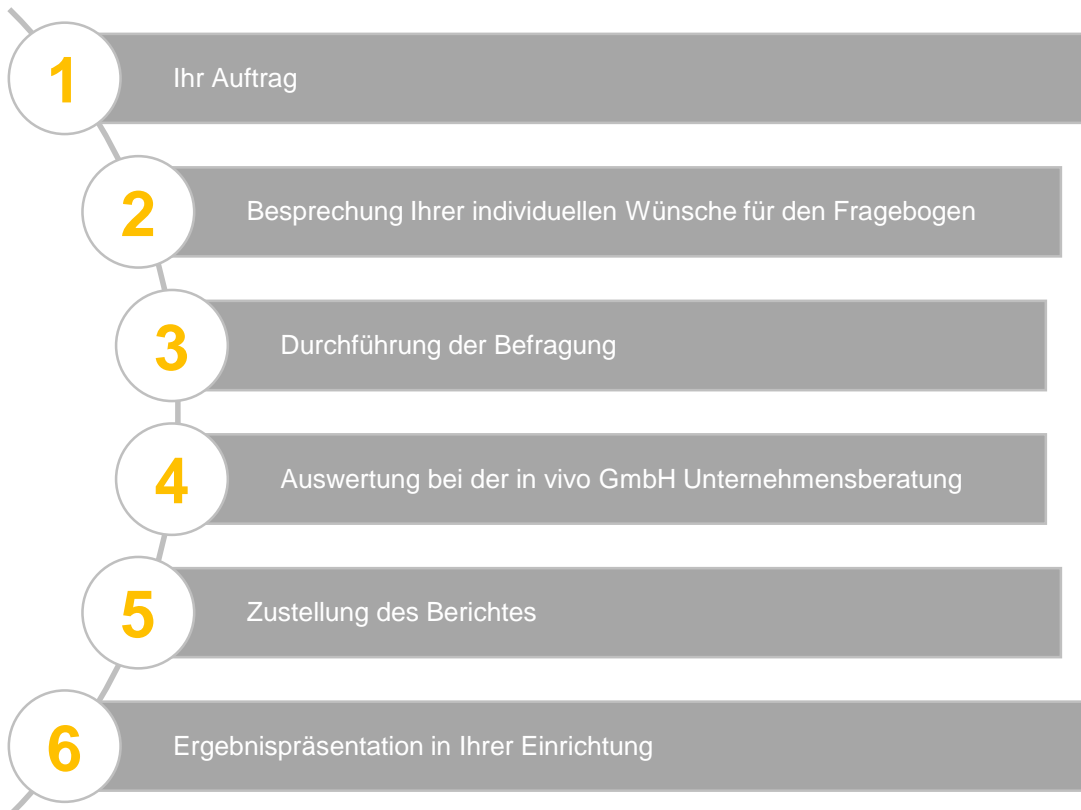 1 Ihr Auftrag
2 Besprechung Ihrer individuellen Wünsche für den Fragebogen
3 Durchführung der Befragung
4 Auswertung bei der in vivo GmbH Unternehmensberatung
5 Zustellung des Berichtes
6 Ergebnispräsentation in Ihrer Einrichtung